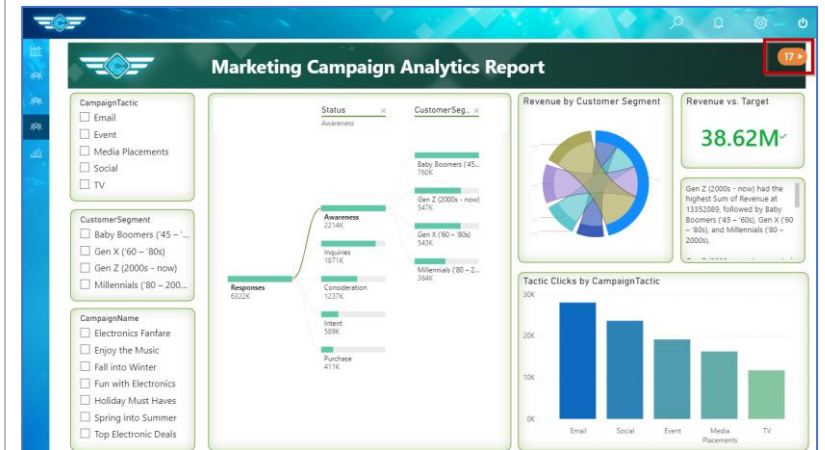 C
C
Marketing Campaign Analytics Report
17 >
CampaignTactic
Email
Event
Media Placements
Social
TV
CustomerSegment
Baby Boomers ('45 – '...
Gen X ('60 – '80s)
Gen Z (2000s - now)
Millennials ('80 – 200...
CampaignName
Electronics Fanfare
Enjoy the Music
Fall into Winter
Fun with Electronics
Holiday Must Haves
Spring into Summer
Top Electronic Deals
Status ×
Awareness
CustomerSeg... ×
Responses
6322K
Awareness
2214K
Inquiries
1871K
Consideration
1237K
Intent
589K
Purchase
411K
Baby Boomers ('45...
760K
Gen Z (2000s - now)
547K
Gen X ('60 – '80s)
543K
Millennials ('80 – 2...
364K
Revenue by Customer Segment
Revenue vs. Target
38.62M
Gen Z (2000s - now) had the
highest Sum of Revenue at
13352089, followed by Baby
Boomers ('45 – '60s), Gen X ('60
– '80s), and Millennials ('80 –
2000s).
Tactic Clicks by CampaignTactic
30K
20K
10K
0K
Email
Social
Event
Media
Placements
TV